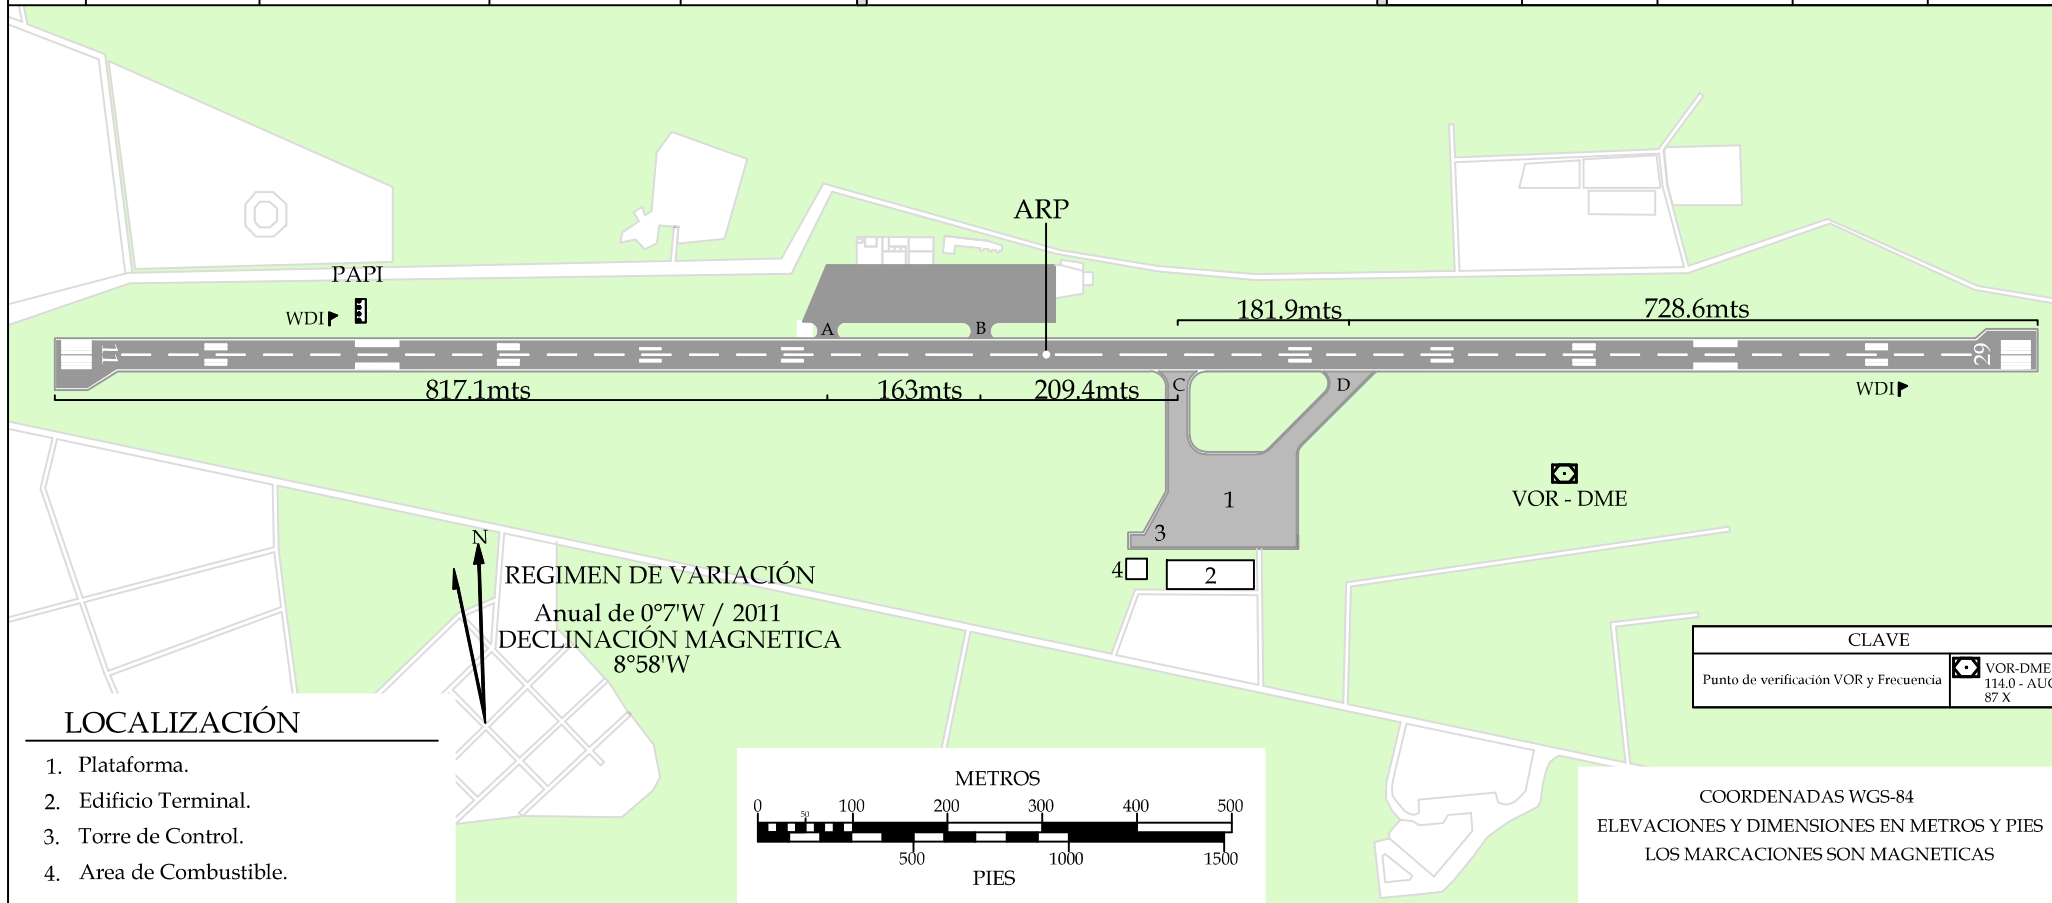 ARP
PAPI
WDI
181.9mts
728.6mts
A
B
11
29
817.1mts
163mts
209.4mts
C
D
WDI
1
VOR - DME
3
N
4
2
REGIMEN DE VARIACIÓN
Anual de 0°7'W / 2011
DECLINACIÓN MAGNETICA
8°58'W
CLAVE
Punto de verificación VOR y Frecuencia
VOR-DME
114.0 - AUC
87 X
LOCALIZACIÓN
1. Plataforma.
2. Edificio Terminal.
3. Torre de Control.
4. Area de Combustible.
METROS
0 50 100 200 300 400 500
500 1000 1500
PIES
COORDENADAS WGS-84
ELEVACIONES Y DIMENSIONES EN METROS Y PIES
LOS MARCACIONES SON MAGNETICAS